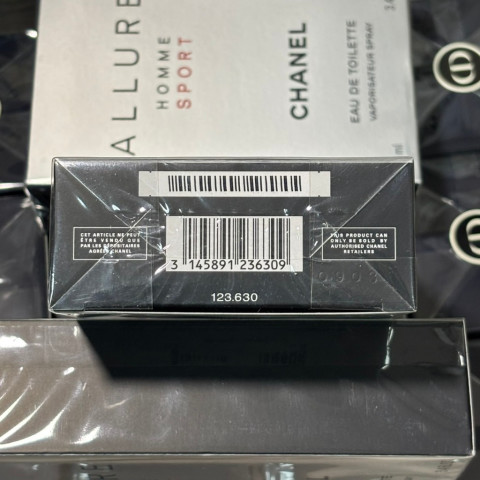 ALLURE
HOMME
SPORT
CHANEL
EAU DE TOILETTE
VAPORISATEUR SPRAY
CET ARTICLE NE PEUT
ÊTRE VENDU QUE
PAR LES DÉPOSITAIRES
AGRÉÉS CHANEL
3 145891 236309
THIS PRODUCT CAN
ONLY BE SOLD BY
AUTHORISED CHANEL
RETAILERS
0903
123.630